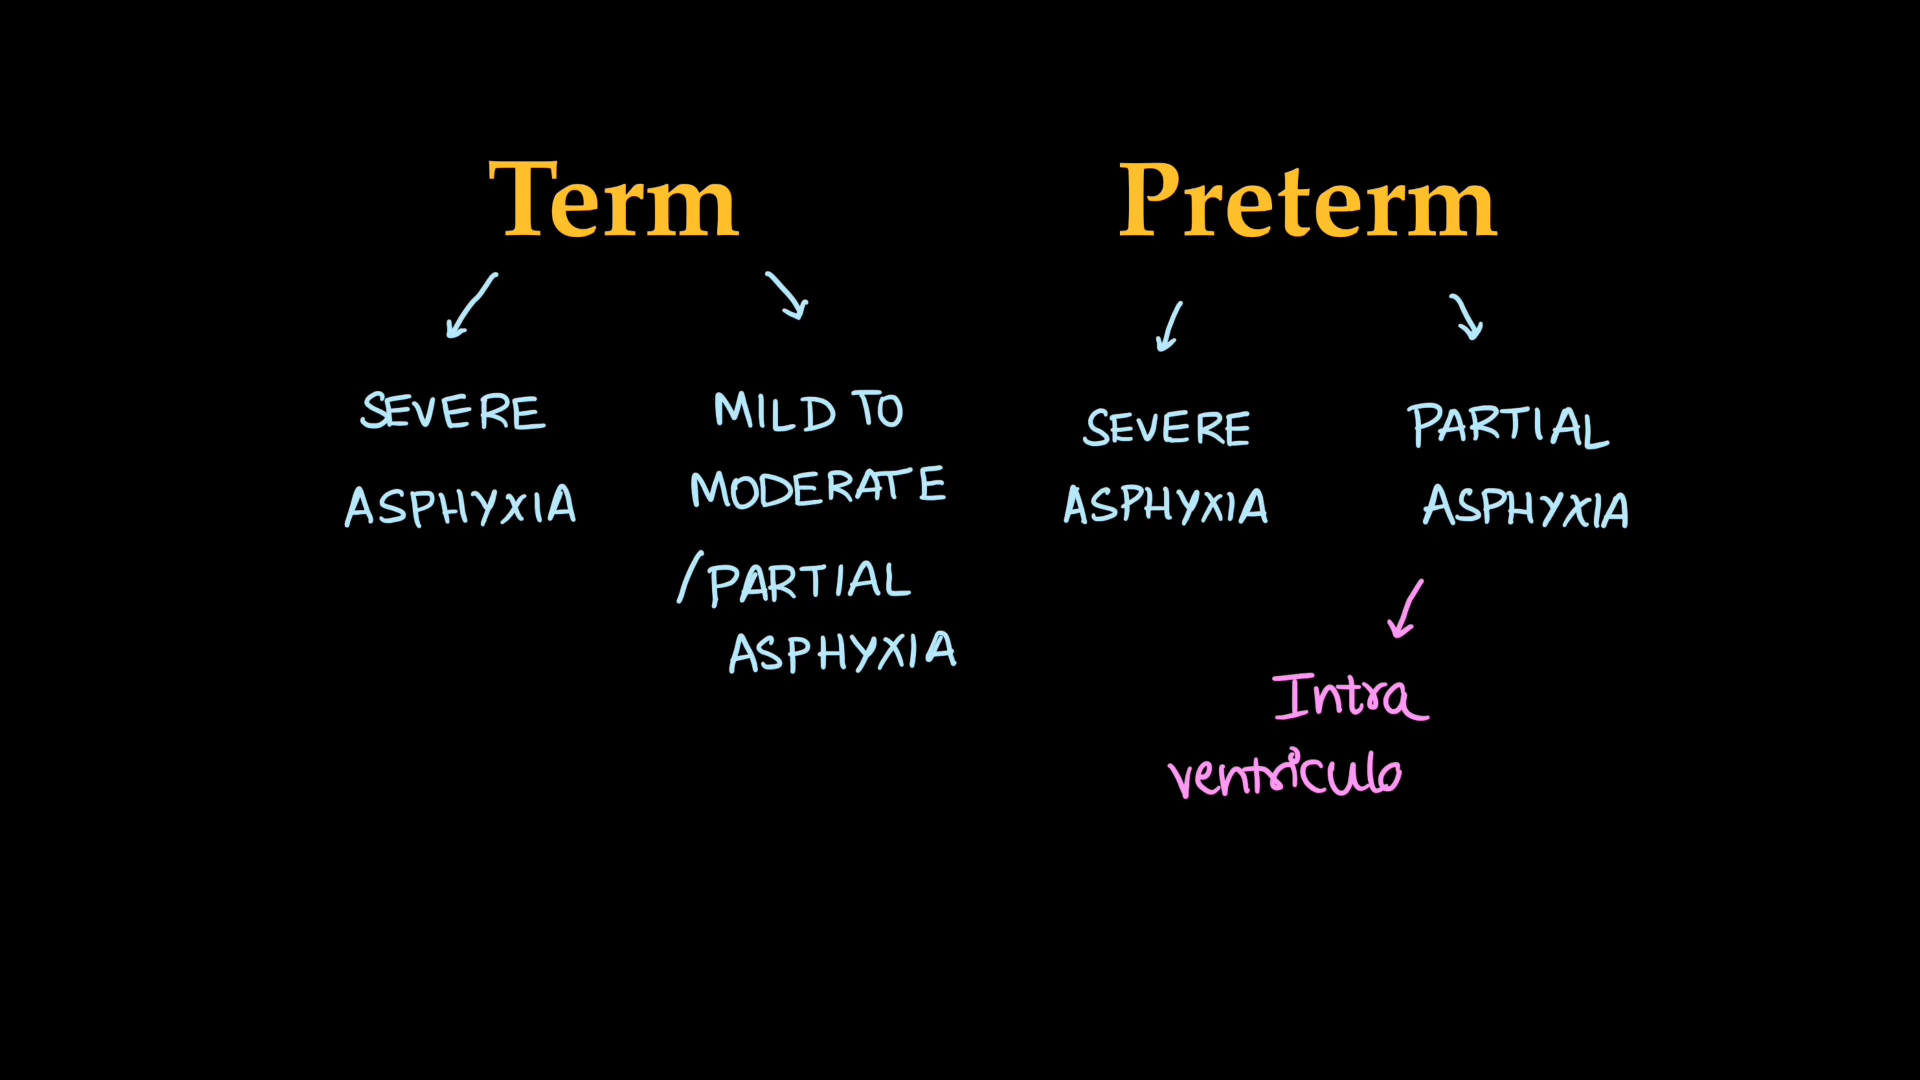 Term
SEVERE
ASPHYXIA
MILD TO
MODERATE
/PARTIAL
ASPHYXIA
Preterm
SEVERE
ASPHYXIA
PARTIAL
ASPHYXIA
Intra
ventriculo